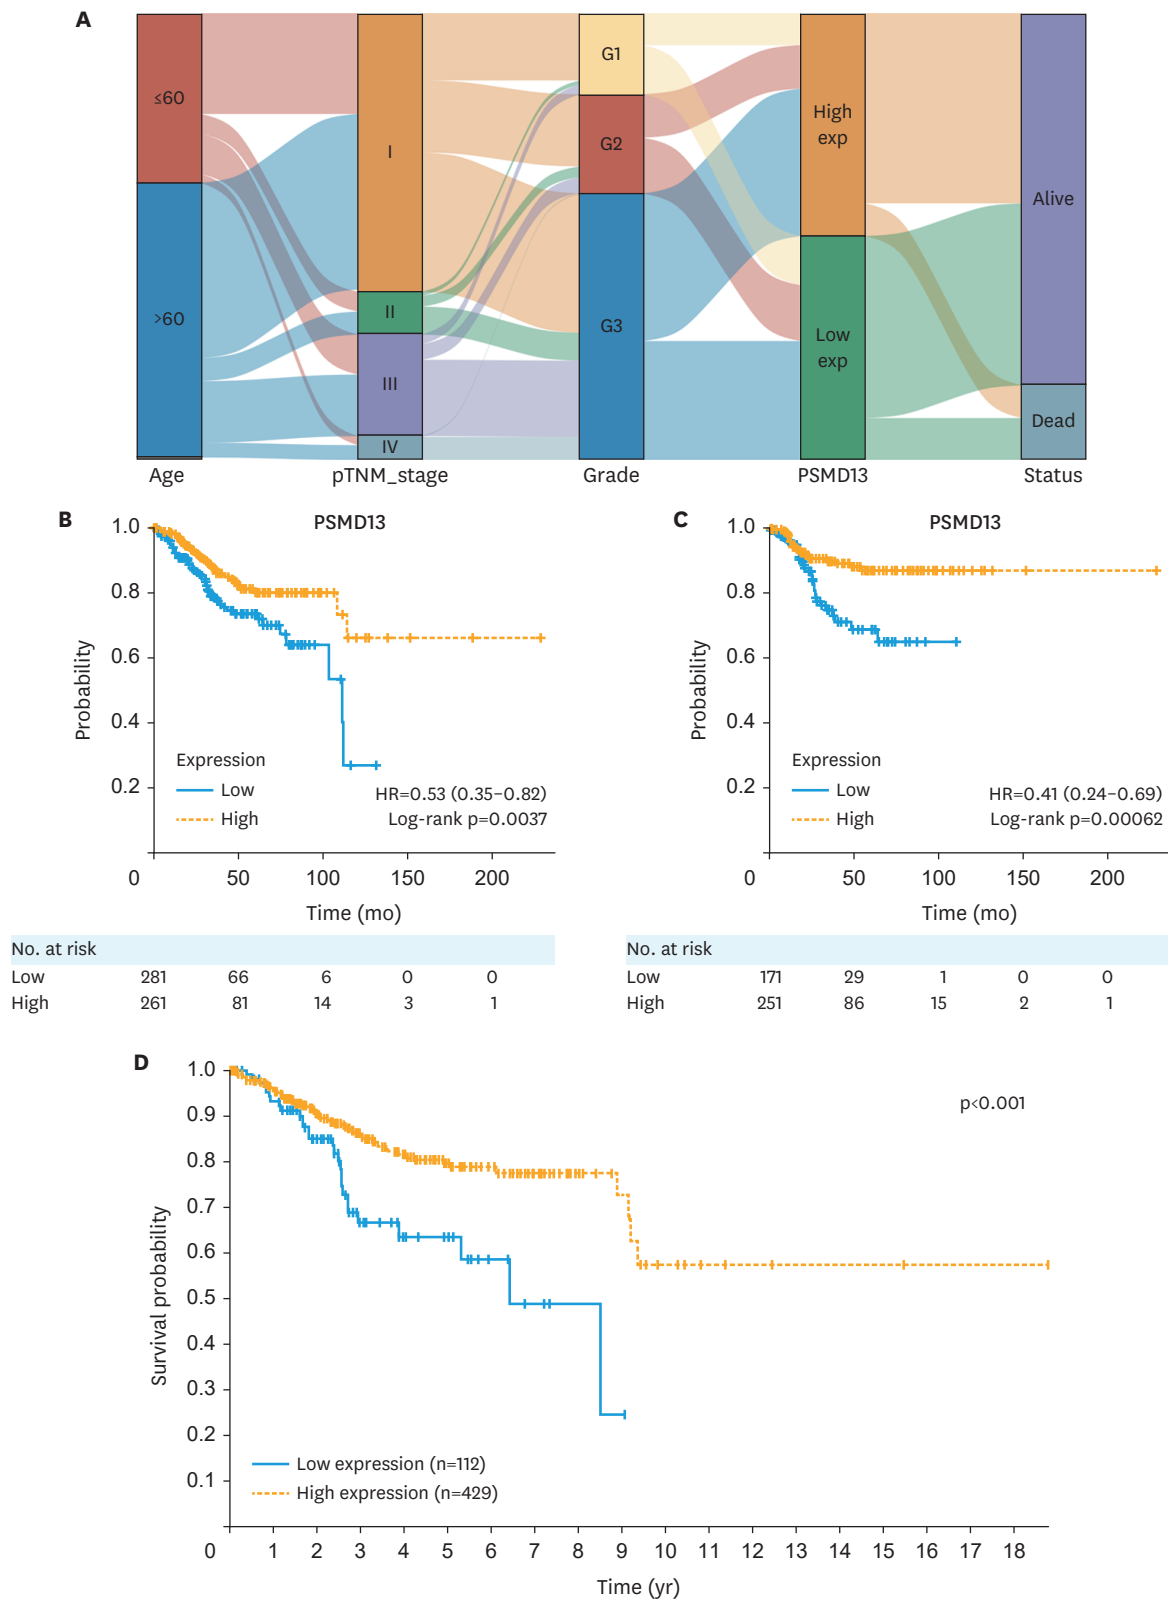 A
≤60
>60
I
II
III
IV
G1
G2
G3
High
exp
Low
exp
Alive
Dead
Age pTNM_stage Grade PSMD13 Status
B
PSMD13
1.0
0.8
0.6
0.4
0.2
Probability
Expression
Low
High
HR=0.53 (0.35–0.82)
Log-rank p=0.0037
0 50 100 150 200
Time (mo)
No. at risk
Low 281 66 6 0 0
High 261 81 14 3 1
C
PSMD13
1.0
0.8
0.6
0.4
0.2
Probability
Expression
Low
High
HR=0.41 (0.24–0.69)
Log-rank p=0.00062
0 50 100 150 200
Time (mo)
No. at risk
Low 171 29 1 0 0
High 251 86 15 2 1
D
1.0
0.9
0.8
0.7
0.6
0.5
0.4
0.3
0.2
0.1
Survival probability
p<0.001
Low expression (n=112)
High expression (n=429)
0 1 2 3 4 5 6 7 8 9 10 11 12 13 14 15 16 17 18
Time (yr)